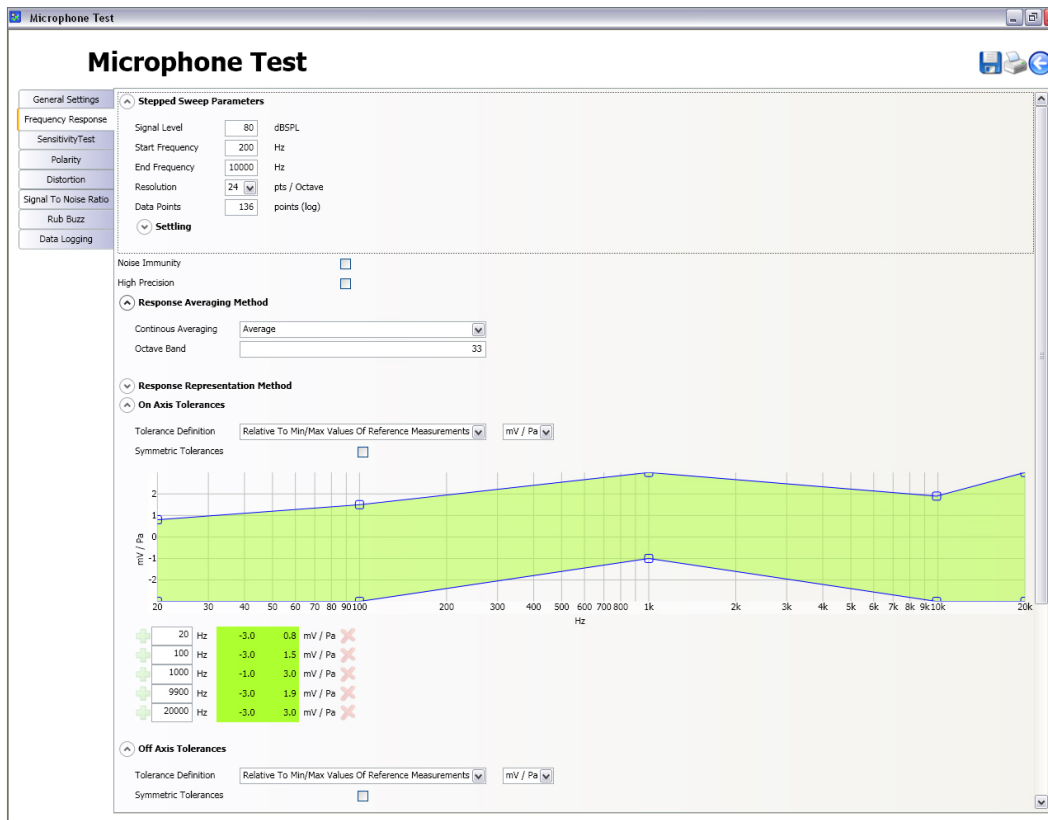 Microphone Test
Microphone Test
General Settings
Frequency Response
SensitivityTest
Polarity
Distortion
Signal To Noise Ratio
Rub Buzz
Data Logging
Stepped Sweep Parameters
Signal Level 80 dBSPL
Start Frequency 200 Hz
End Frequency 10000 Hz
Resolution 24 pts / Octave
Data Points 136 points (log)
Settling
Noise Immunity
High Precision
Response Averaging Method
Continous Averaging Average
Octave Band 33
Response Representation Method
On Axis Tolerances
Tolerance Definition Relative To Min/Max Values Of Reference Measurements mV / Pa
Symmetric Tolerances
2
1
0
-1
-2
mV / Pa
20 30 40 50 60 70 80 90 100 200 300 400 500 600 700 800 1k 2k 3k 4k 5k 6k 7k 8k 9k 10k 20k
Hz
20 Hz -3.0 0.8 mV / Pa
100 Hz -3.0 1.5 mV / Pa
1000 Hz -1.0 3.0 mV / Pa
9900 Hz -3.0 1.9 mV / Pa
20000 Hz -3.0 3.0 mV / Pa
Off Axis Tolerances
Tolerance Definition Relative To Min/Max Values Of Reference Measurements mV / Pa
Symmetric Tolerances